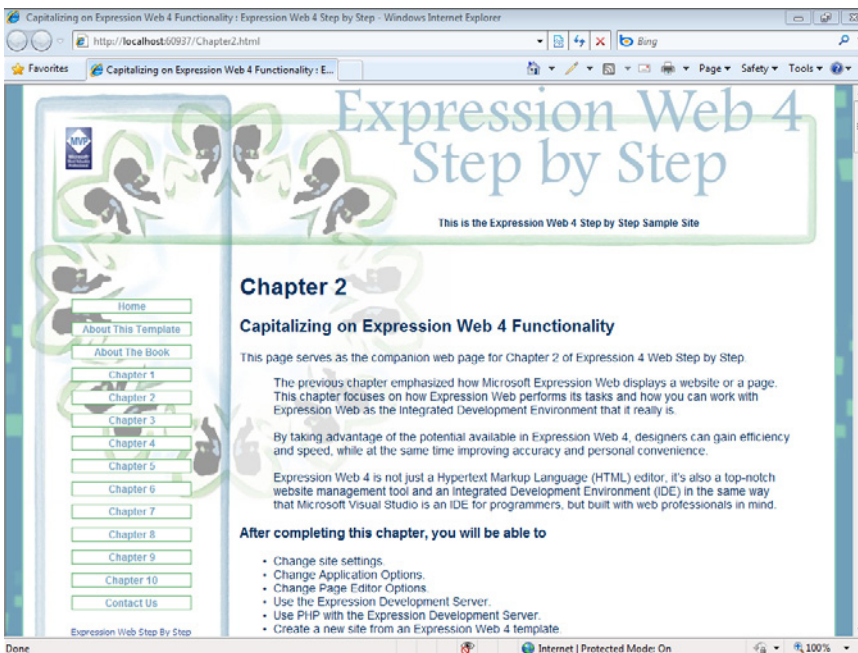 Capitalizing on Expression Web 4 Functionality : Expression Web 4 Step by Step - Windows Internet Explorer
http://localhost:60937/Chapter2.html
Bing
Favorites
Capitalizing on Expression Web 4 Functionality : E...
Page
Safety
Tools
Expression Web 4
Step by Step
MVP
This is the Expression Web 4 Step by Step Sample Site
Home
About This Template
About The Book
Chapter 1
Chapter 2
Chapter 3
Chapter 4
Chapter 5
Chapter 6
Chapter 7
Chapter 8
Chapter 9
Chapter 10
Contact Us
Expression Web Step By Step
Chapter 2
Capitalizing on Expression Web 4 Functionality
This page serves as the companion web page for Chapter 2 of Expression 4 Web Step by Step.
The previous chapter emphasized how Microsoft Expression Web displays a website or a page.
This chapter focuses on how Expression Web performs its tasks and how you can work with
Expression Web as the Integrated Development Environment that it really is.
By taking advantage of the potential available in Expression Web 4, designers can gain efficiency
and speed, while at the same time improving accuracy and personal convenience.
Expression Web 4 is not just a Hypertext Markup Language (HTML) editor, it's also a top-notch
website management tool and an Integrated Development Environment (IDE) in the same way
that Microsoft Visual Studio is an IDE for programmers, but built with web professionals in mind.
After completing this chapter, you will be able to
• Change site settings.
• Change Application Options.
• Change Page Editor Options.
• Use the Expression Development Server.
• Use PHP with the Expression Development Server.
• Create a new site from an Expression Web 4 template.
Done
Internet | Protected Mode: On
100%